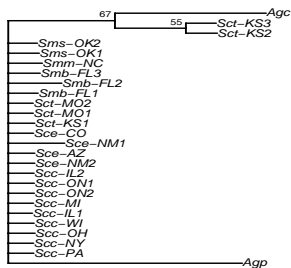 67
Agc
55
Sct-KS3
Sct-KS2
Sms-OK2
Sms-OK1
Smm-NC
Smb-FL3
Smb-FL2
Smb-FL1
Sct-MO2
Sct-MO1
Sct-KS1
Sce-CO
Sce-NM1
Sce-AZ
Sce-NM2
Scc-IL2
Scc-ON1
Scc-ON2
Scc-MI
Scc-IL1
Scc-WI
Scc-OH
Scc-NY
Scc-PA
Agp